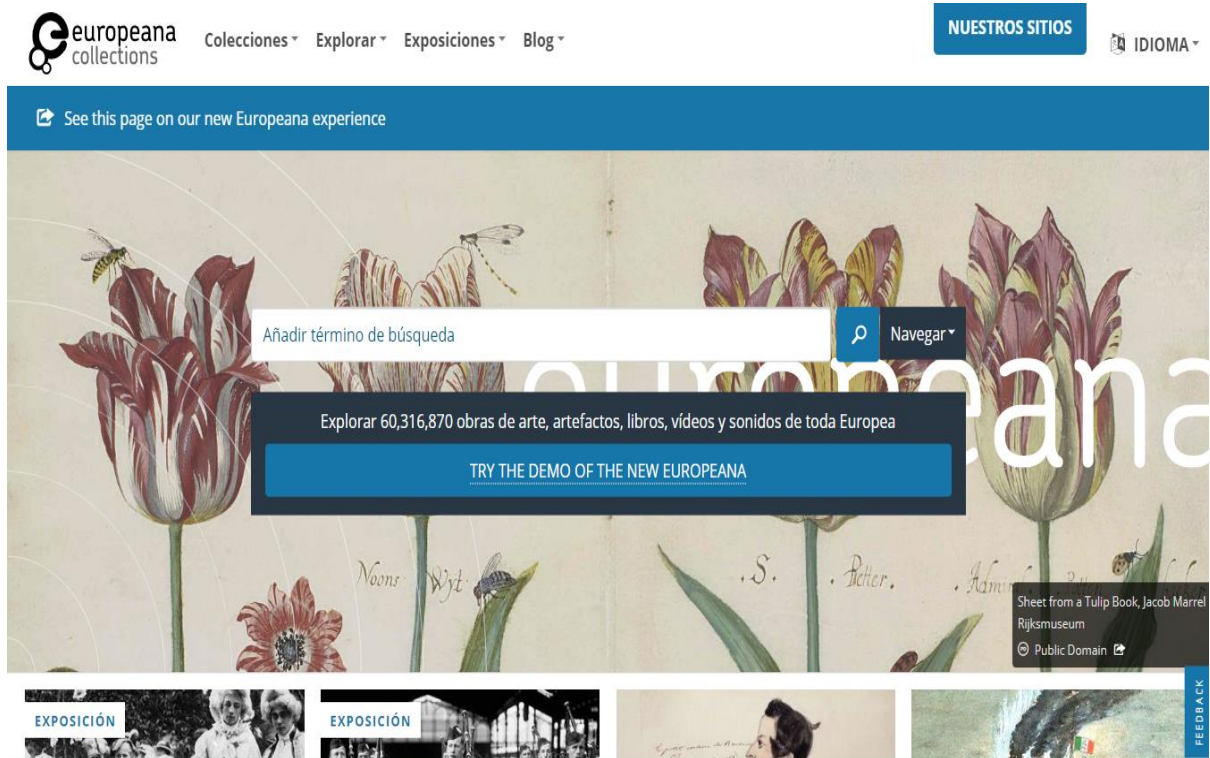 europeana
collections
Colecciones
Explorar
Exposiciones
Blog
NUESTROS SITIOS
IDIOMA
See this page on our new Europeana experience
Añadir término de búsqueda
Navegar
europeana
Explorar 60,316,870 obras de arte, artefactos, libros, vídeos y sonidos de toda Europea
TRY THE DEMO OF THE NEW EUROPEANA
Noons Wyt
.S. Petter.
Sheet from a Tulip Book, Jacob Marrel
Rijksmuseum
Public Domain
FEEDBACK
EXPOSICIÓN
EXPOSICIÓN